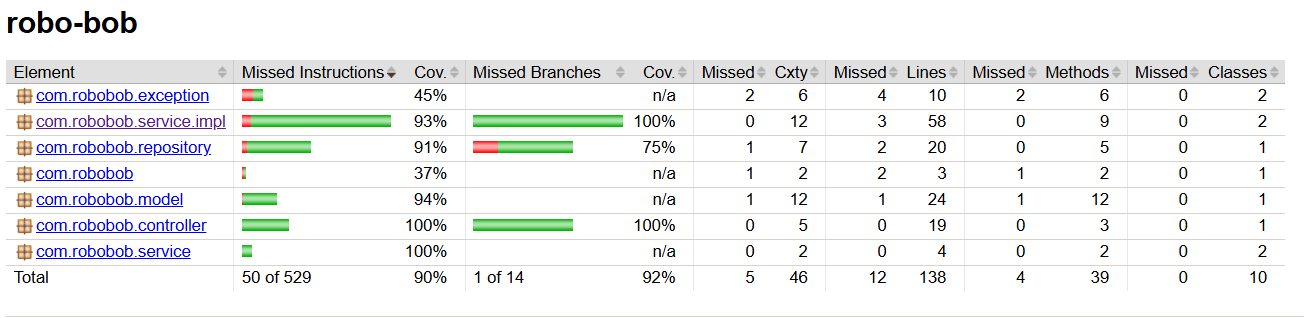 robo-bob
Element Missed Instructions Cov. Missed Branches Cov. Missed Cxty Missed Lines Missed Methods Missed Classes
com.robobob.exception 45% n/a 2 6 4 10 2 6 0 2
com.robobob.service.impl 93% 100% 0 12 3 58 0 9 0 2
com.robobob.repository 91% 75% 1 7 2 20 0 5 0 1
com.robobob 37% n/a 1 2 2 3 1 2 0 1
com.robobob.model 94% n/a 1 12 1 24 1 12 0 1
com.robobob.controller 100% 100% 0 5 0 19 0 3 0 1
com.robobob.service 100% n/a 0 2 0 4 0 2 0 2
Total 50 of 529 90% 1 of 14 92% 5 46 12 138 4 39 0 10